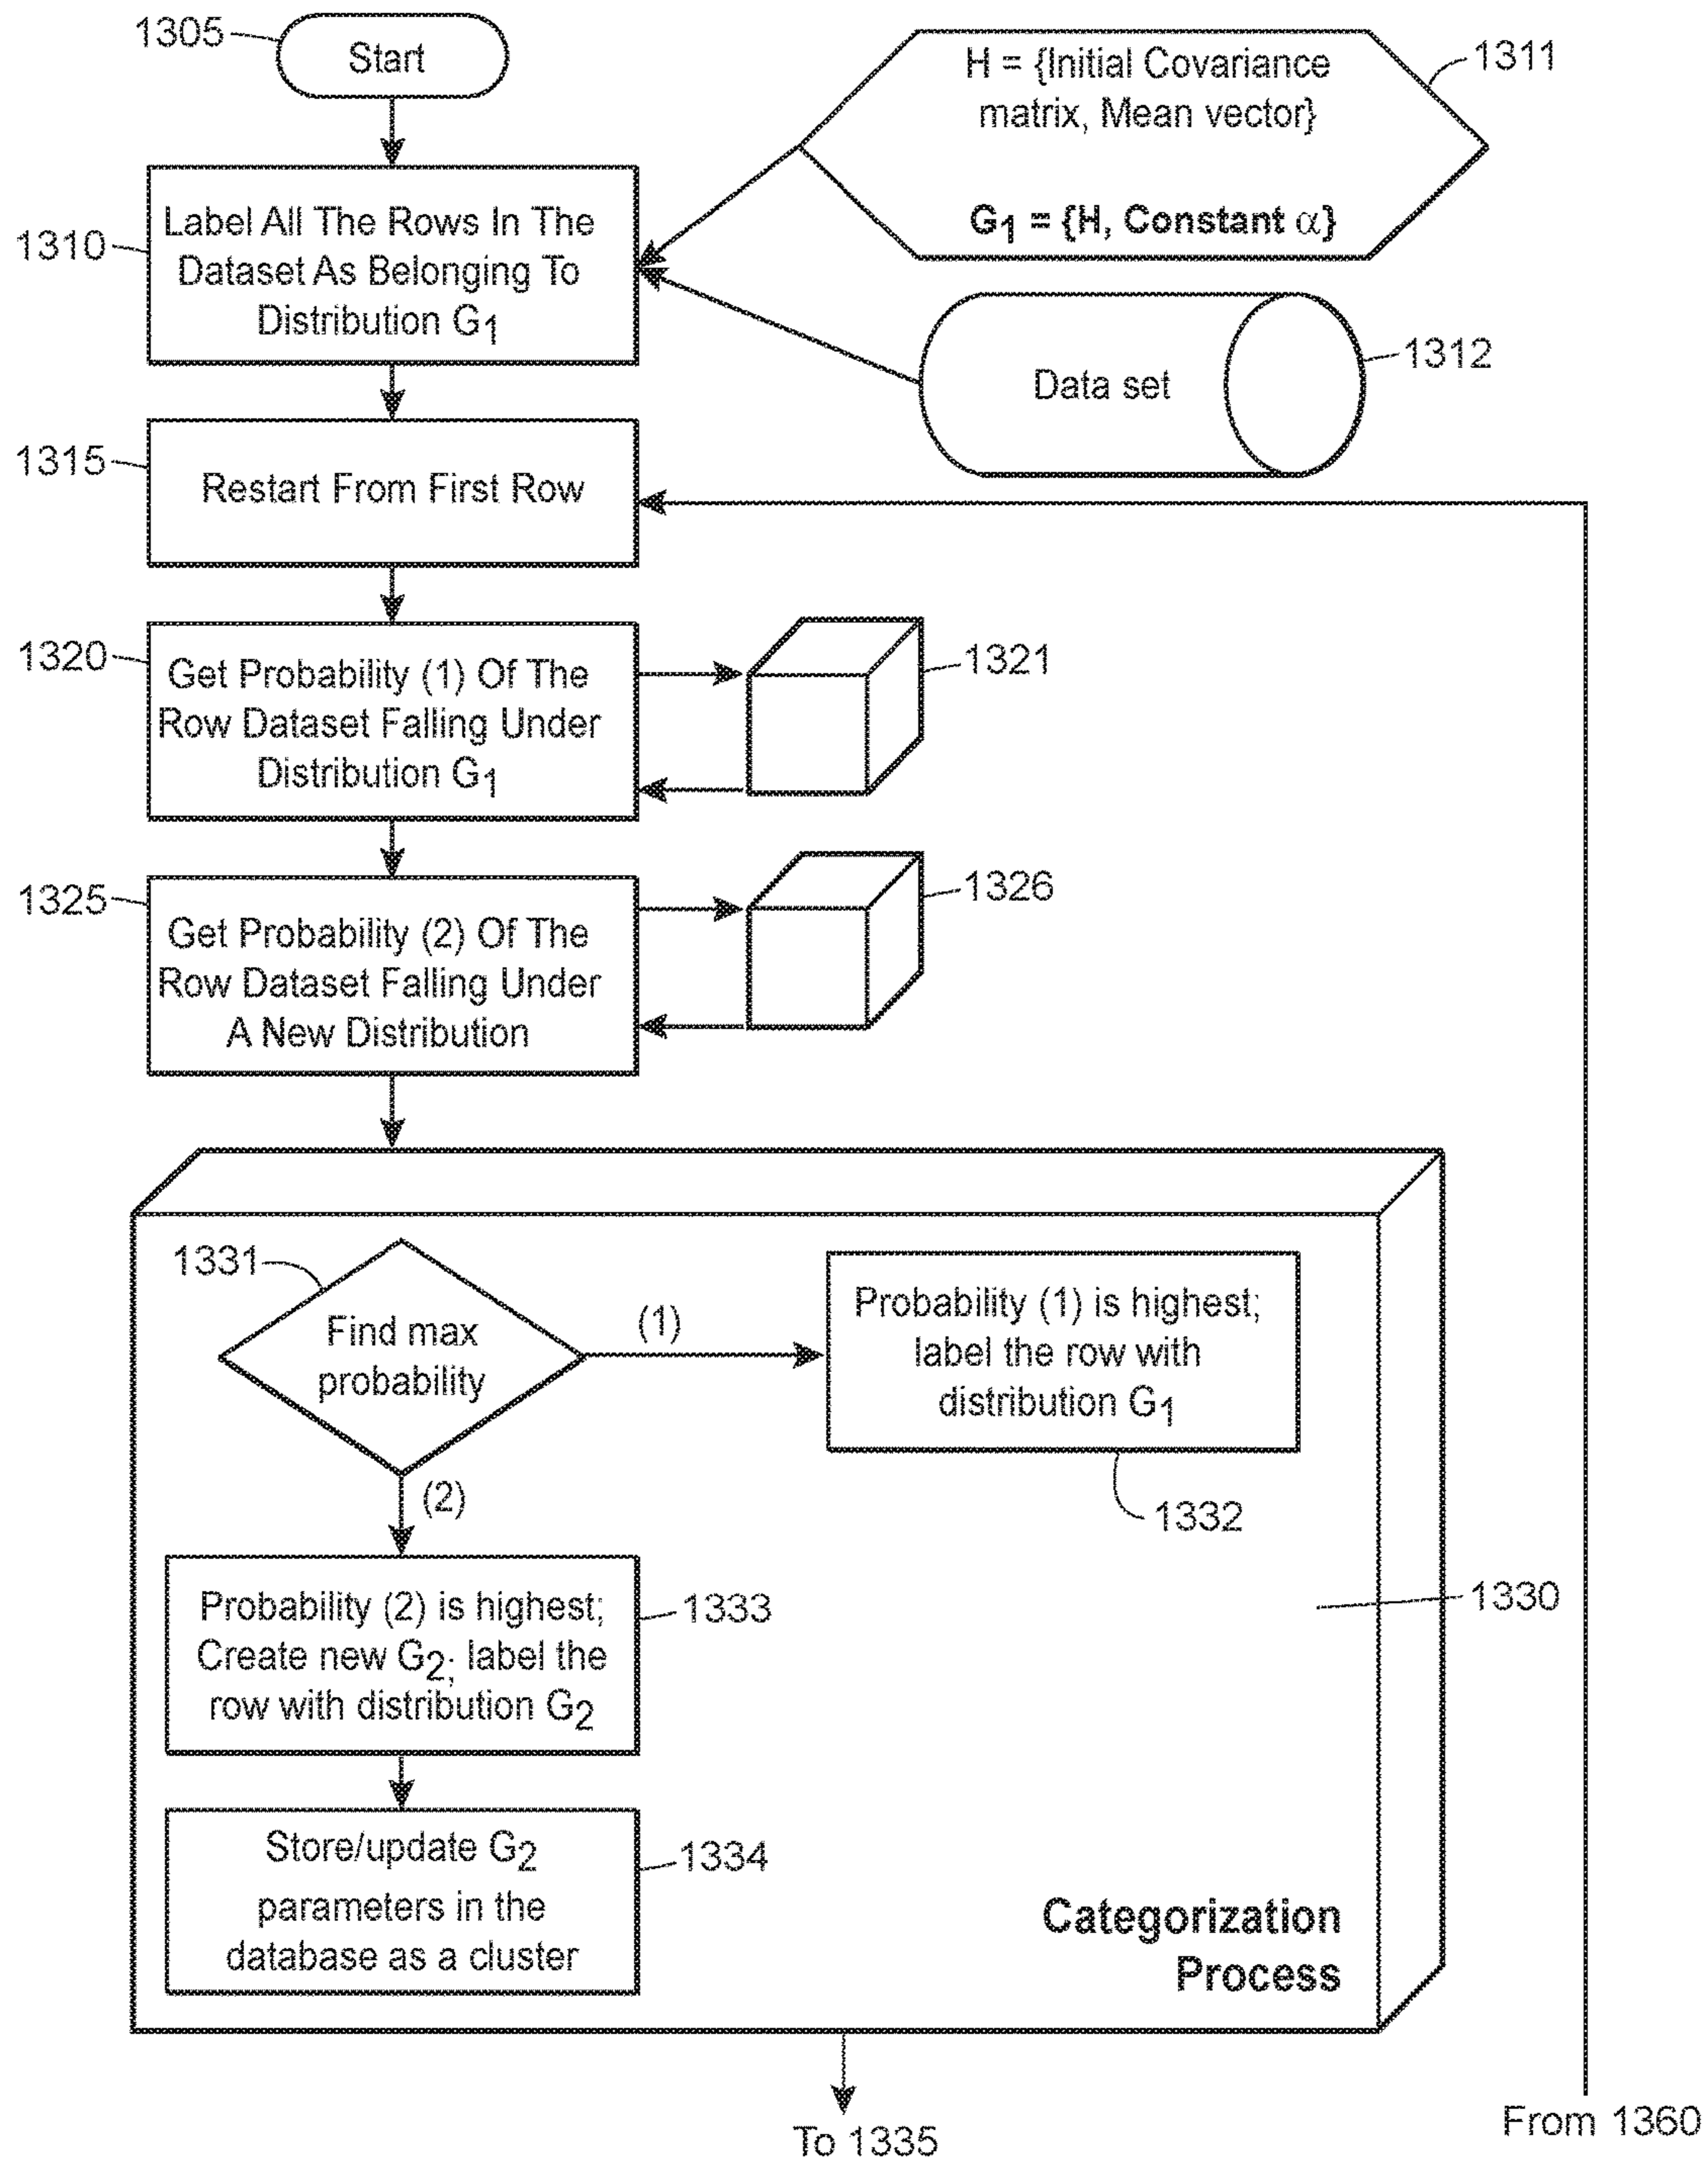 1305
Start
H = {Initial Covariance
matrix, Mean vector}
G1 = {H, Constant α}
1311
1310
Label All The Rows In The
Dataset As Belonging To
Distribution G1
Data set
1312
1315
Restart From First Row
1320
Get Probability (1) Of The
Row Dataset Falling Under
Distribution G1
1321
1325
Get Probability (2) Of The
Row Dataset Falling Under
A New Distribution
1326
1331
Find max
probability
(1)
Probability (1) is highest;
label the row with
distribution G1
1332
(2)
Probability (2) is highest;
Create new G2; label the
row with distribution G2
1333
1330
Store/update G2
parameters in the
database as a cluster
1334
Categorization
Process
To 1335
From 1360